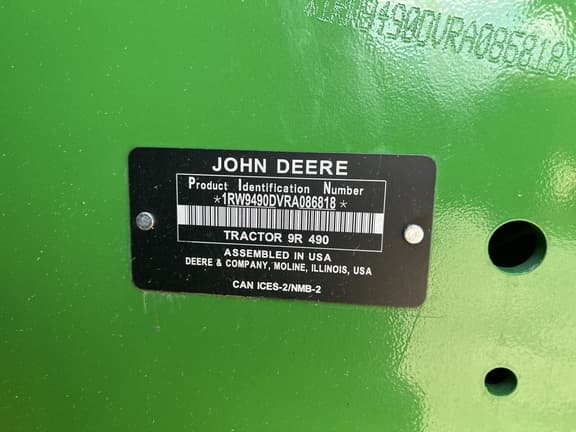 *1RW9490DVRA086818*
JOHN DEERE
Product Identification Number
*1RW9490DVRA086818*
TRACTOR 9R 490
ASSEMBLED IN USA
DEERE & COMPANY, MOLINE, ILLINOIS, USA
CAN ICES-2/NMB-2